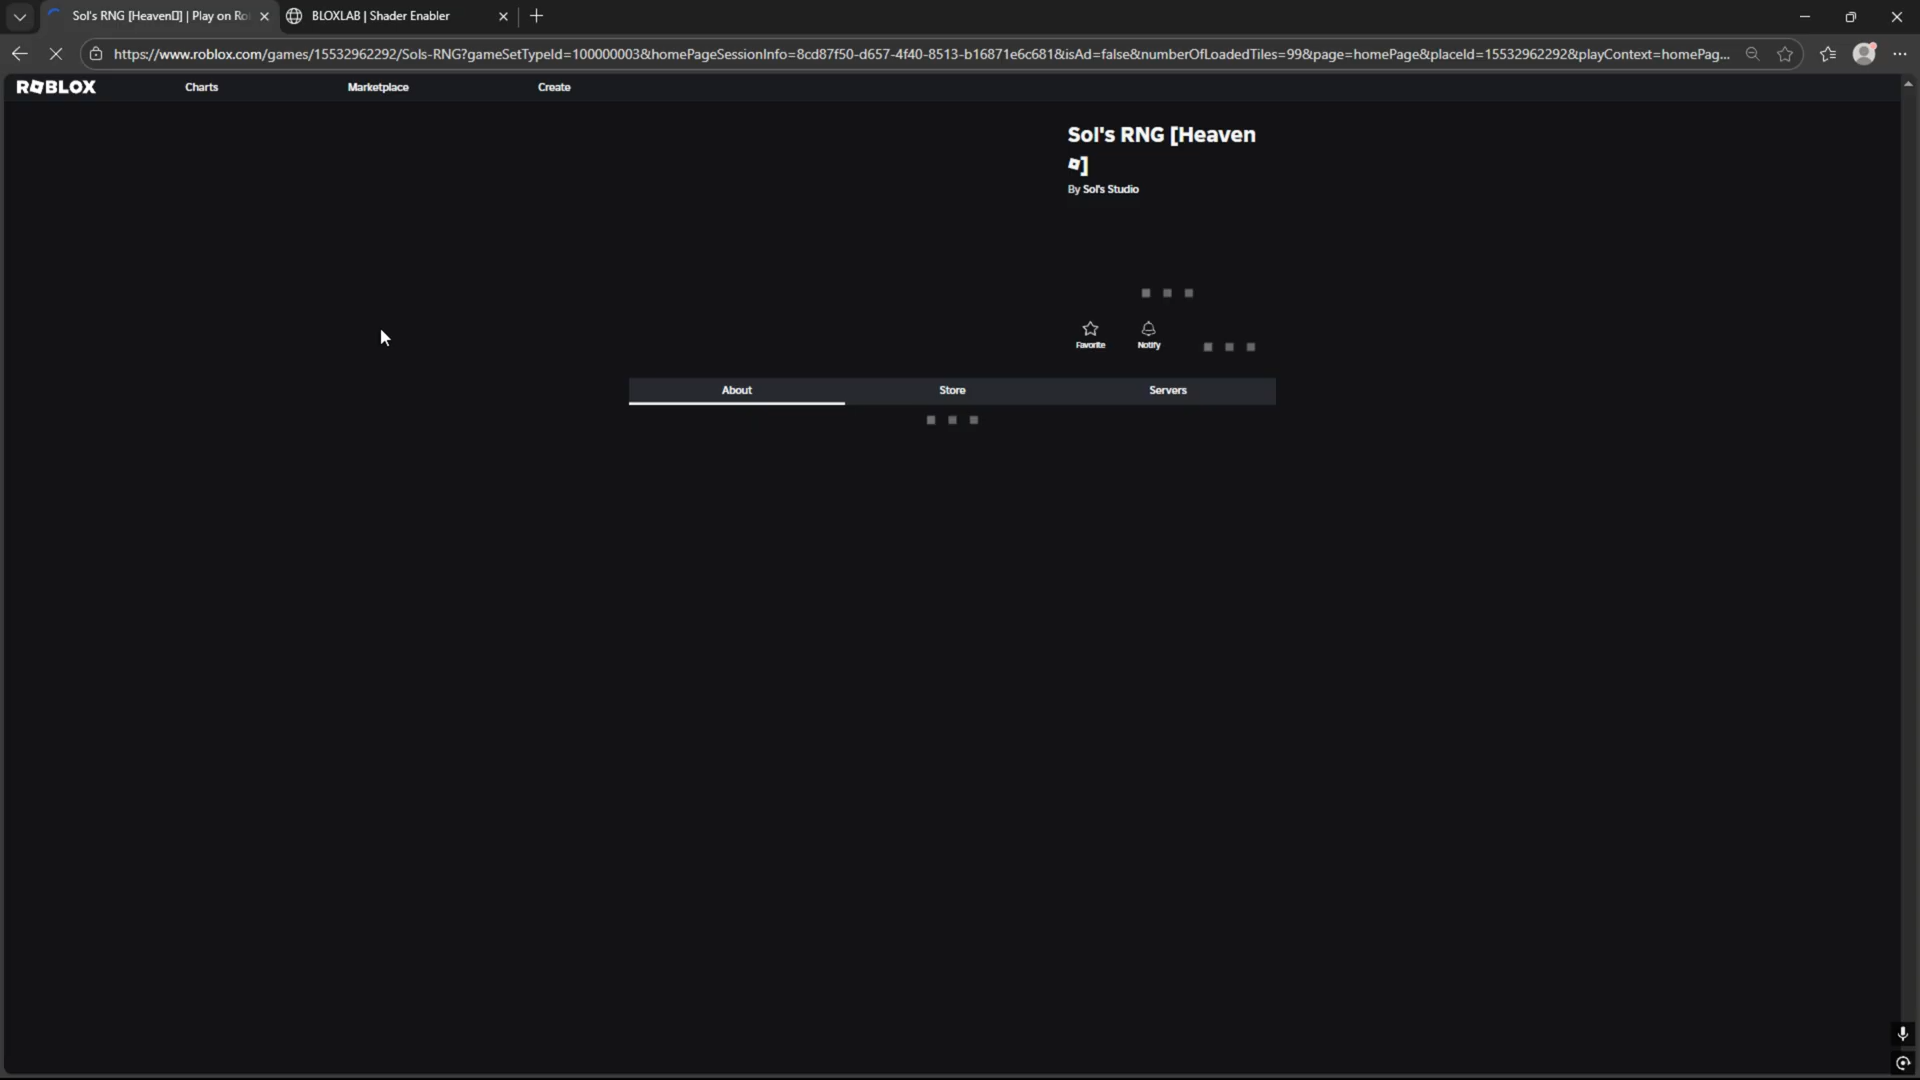 Sol's RNG [Heaven▯] | Play on Ro
BLOXLAB | Shader Enabler
https://www.roblox.com/games/15532962292/Sols-RNG?gameSetTypeId=100000003&homePageSessionInfo=8cd87f50-d657-4f40-8513-b16871e6c681&isAd=false&numberOfLoadedTiles=99&page=homePage&placeId=15532962292&playContext=homePag...
ROBLOX
Charts
Marketplace
Create
Sol's RNG [Heaven
]
By Sol's Studio
Favorite
Notify
About
Store
Servers